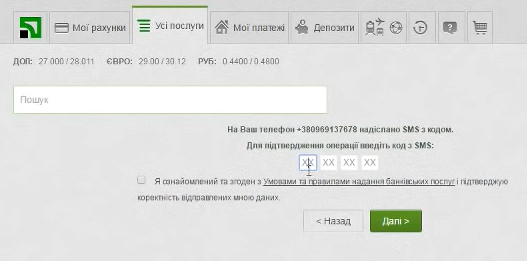 Мої рахунки Усі послуги Мої платежі Депозити
ДОЛ: 27.000 / 28.011 ЄВРО: 29.00 / 30.12 РУБ: 0.4400 / 0.4800
Пошук
На Ваш телефон +380969137678 надіслано SMS з кодом.
Для підтвердження операції введіть код з SMS:
XX XX XX XX
Я ознайомлений та згоден з Умовами та правилами надання банківських послуг і підтверджую
коректність відправлених мною даних.
< Назад Далі >